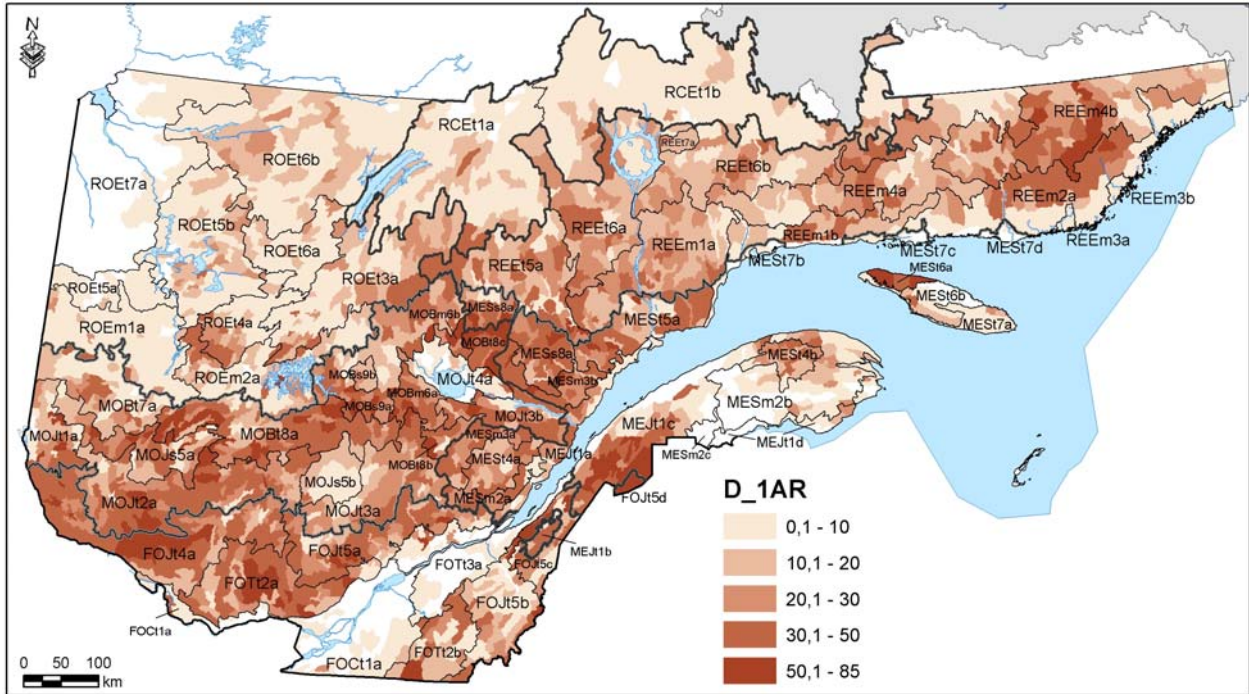 N
RCEt1b
RCEt1a
REEm4b
REEt7a
ROEt6b
REEt6b
ROEt7a
REEm4a
REEm2a
REEm3b
ROEt5b
REEt6a
REEm1a
ROEt6a
REEm1b
MESt7c
MESt7d
REEm3a
MESt7b
REEt5a
ROEt3a
MESt6a
ROEt5a
MESt6b
MOBm6b
MESs8a
MESt5a
MESt7a
ROEm1a
ROEt4a
MOBt8c
MESs8a
MESt4b
ROEm2a
MOBs9b
MOJt4a
MESm3b
MOBt7a
MOBs9a
MOBm6a
MESm2b
MOJt3b
MEJt1c
MOJt1a
MOBt8a
MESm3a
MEJt1d
MOJs5a
MOBt8b
MESt4a
MEJt1a
MESm2c
MOJs5b
MESm2a
FOJt5d
MOJt2a
MOJt3a
FOJt4a
FOJt5a
MEJt1b
FOTt3a
FOJt5c
FOTt2a
FOJt5b
FOCt1a
FOTt2b
FOCt1a
D_1AR
0,1 - 10
10,1 - 20
20,1 - 30
30,1 - 50
50,1 - 85
0 50 100
km